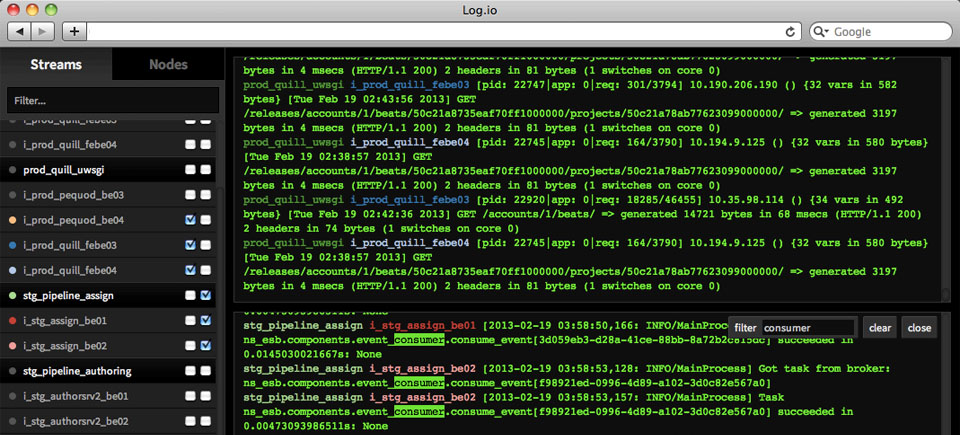 Log.io
Google
Streams
Nodes
Filter...
i_prod_quill_febe03
i_prod_quill_febe04
prod_quill_uwsgi
i_prod_pequod_be03
i_prod_pequod_be04
i_prod_quill_febe03
i_prod_quill_febe04
stg_pipeline_assign
i_stg_assign_be01
i_stg_assign_be02
stg_pipeline_authoring
i_stg_authorsrv2_be01
i_stg_authorsrv2_be02
bytes in 4 msecs (HTTP/1.1 200) 2 headers in 81 bytes (1 switches on core 0)
prod_quill_uwsgi i_prod_quill_febe03 [pid: 22747|app: 0|req: 301/3794] 10.190.206.190 () {32 vars in 582
bytes} [Tue Feb 19 02:43:56 2013] GET
/releases/accounts/1/beats/50c21a8735eaf70ff1000000/projects/50c21a78ab77623099000000/ => generated 3197
bytes in 4 msecs (HTTP/1.1 200) 2 headers in 81 bytes (1 switches on core 0)
prod_quill_uwsgi i_prod_quill_febe04 [pid: 22745|app: 0|req: 164/3790] 10.194.9.125 () {32 vars in 580 bytes}
[Tue Feb 19 02:38:57 2013] GET
/releases/accounts/1/beats/50c21a8735eaf70ff1000000/projects/50c21a78ab77623099000000/ => generated 3197
bytes in 4 msecs (HTTP/1.1 200) 2 headers in 81 bytes (1 switches on core 0)
prod_quill_uwsgi i_prod_quill_febe03 [pid: 22920|app: 0|req: 18285/46455] 10.35.98.114 () {34 vars in 492
bytes} [Tue Feb 19 02:42:36 2013] GET /accounts/1/beats/ => generated 14721 bytes in 68 msecs (HTTP/1.1 200)
2 headers in 74 bytes (1 switches on core 0)
prod_quill_uwsgi i_prod_quill_febe04 [pid: 22745|app: 0|req: 164/3790] 10.194.9.125 () {32 vars in 580 bytes}
[Tue Feb 19 02:38:57 2013] GET
/releases/accounts/1/beats/50c21a8735eaf70ff1000000/projects/50c21a78ab77623099000000/ => generated 3197
bytes in 4 msecs (HTTP/1.1 200) 2 headers in 81 bytes (1 switches on core 0)
filter consumer clear close
stg_pipeline_assign i_stg_assign_be01 [2013-02-19 03:58:50,166: INFO/MainProcess
ns_esb.components.event_consumer.consume_event[3d059eb3-d28a-41ce-88bb-8a72b2c815dc] succeeded in
0.0145030021667s: None
stg_pipeline_assign i_stg_assign_be02 [2013-02-19 03:58:53,128: INFO/MainProcess] Got task from broker:
ns_esb.components.event_consumer.consume_event[f98921ed-0996-4d89-a102-3d0c82e567a0]
stg_pipeline_assign i_stg_assign_be02 [2013-02-19 03:58:53,157: INFO/MainProcess] Task
ns_esb.components.event_consumer.consume_event[f98921ed-0996-4d89-a102-3d0c82e567a0] succeeded in
0.00473093986511s: None